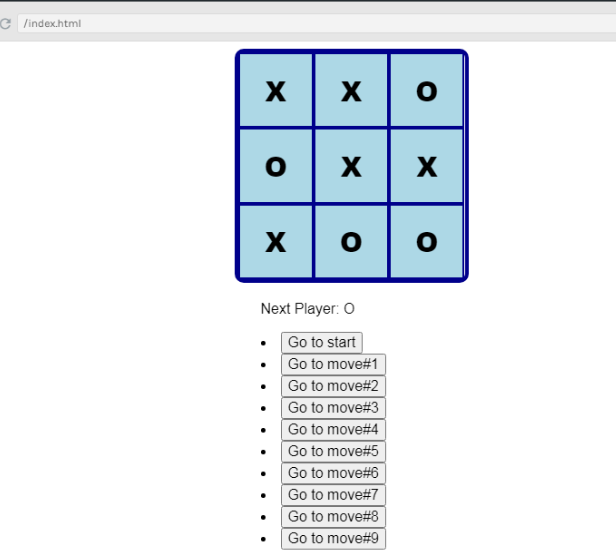 /index.html
X X O
O X X
X O O
Next Player: O
Go to start
Go to move#1
Go to move#2
Go to move#3
Go to move#4
Go to move#5
Go to move#6
Go to move#7
Go to move#8
Go to move#9